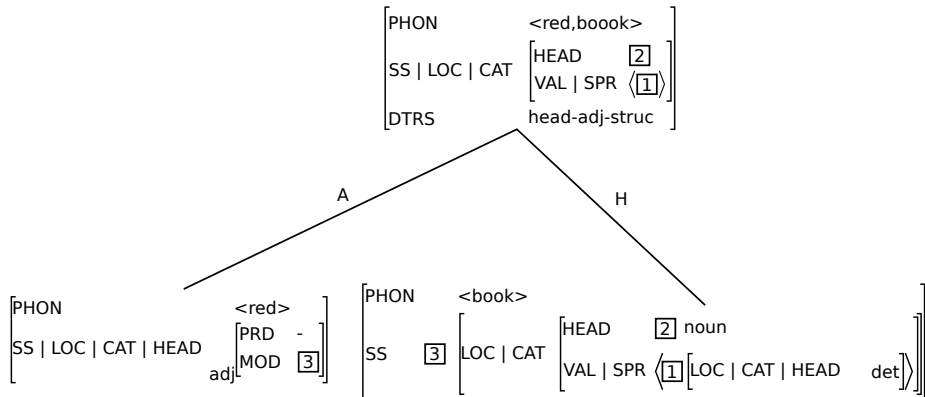 PHON <red,boook>
HEAD 2
SS | LOC | CAT
VAL | SPR ⟨1⟩
DTRS head-adj-struc
A H
PHON <red>
PRD -
SS | LOC | CAT | HEAD
MOD 3
adj
PHON <book>
HEAD 2 noun
SS 3 LOC | CAT
VAL | SPR ⟨1 [LOC | CAT | HEAD det]⟩